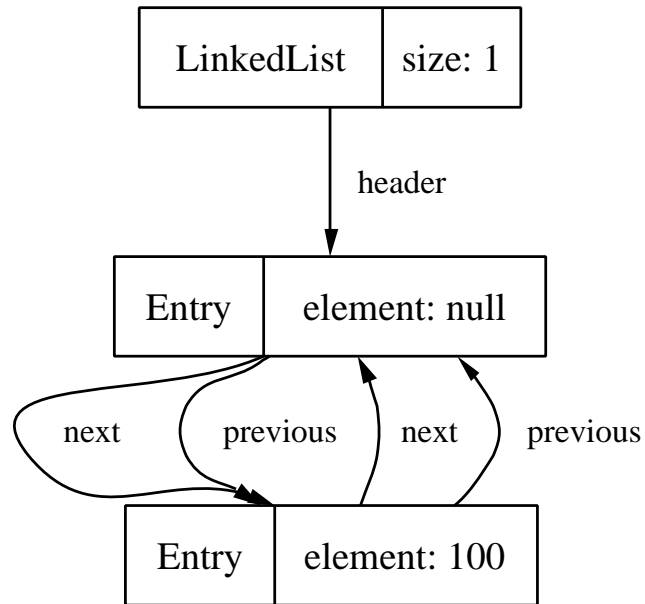 LinkedList size: 1
header
Entry element: null
next previous next previous
Entry element: 100